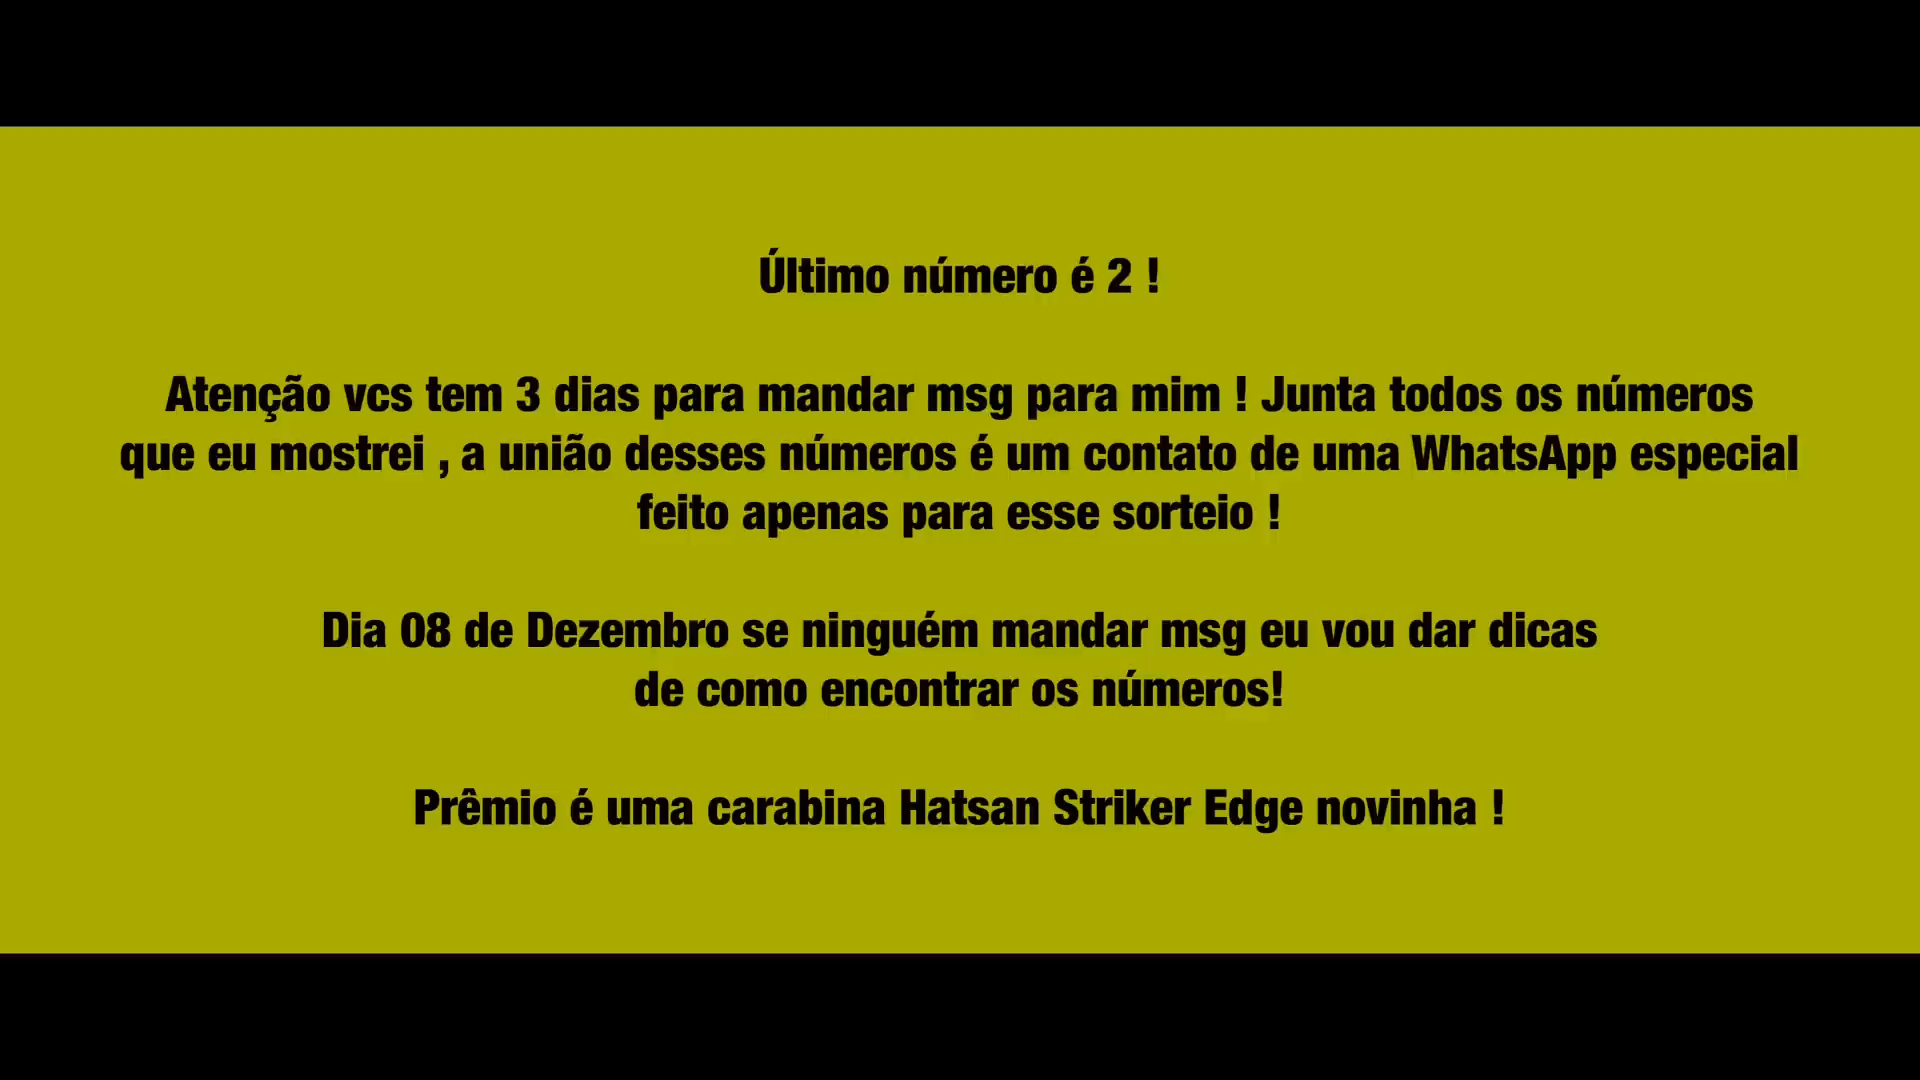 Último número é 2 !
Atenção vcs tem 3 dias para mandar msg para mim ! Junta todos os números
que eu mostrei , a união desses números é um contato de uma WhatsApp especial
feito apenas para esse sorteio !
Dia 08 de Dezembro se ninguém mandar msg eu vou dar dicas
de como encontrar os números!
Prêmio é uma carabina Hatsan Striker Edge novinha !